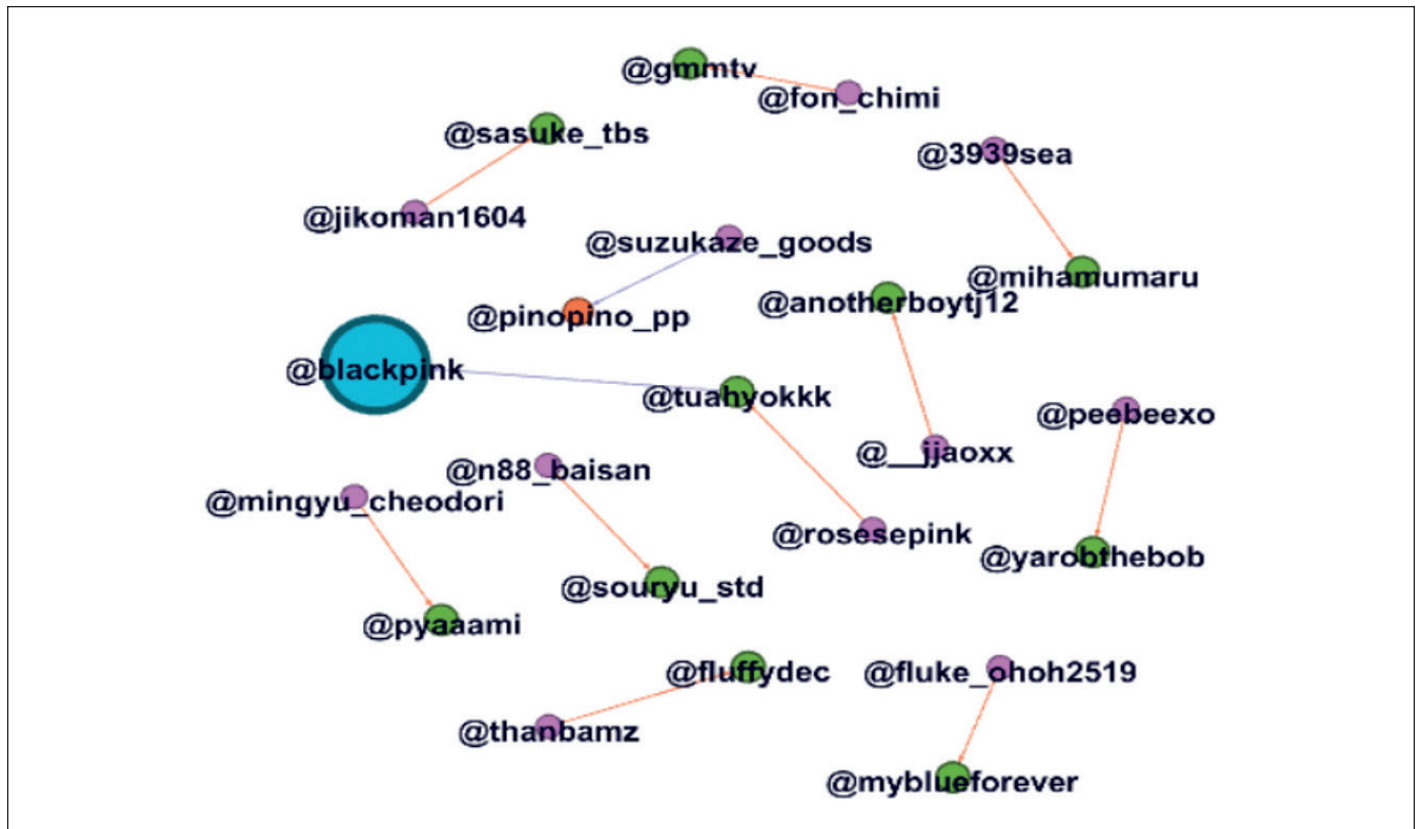 @gmmtv
@fon_chimi
@sasuke_tbs
@3939sea
@jikoman1604
@suzukaze_goods
@mihamumaru
@anotherboytj12
@pinopino_pp
@blackpink
@tuahyokkk
@peebeexo
@__jjaoxx
@n88_baisan
@mingyu_cheodori
@rosesepink
@yarobthebob
@souryu_std
@pyaaami
@fluffydec
@fluke_ohoh2519
@thanbamz
@myblueforever